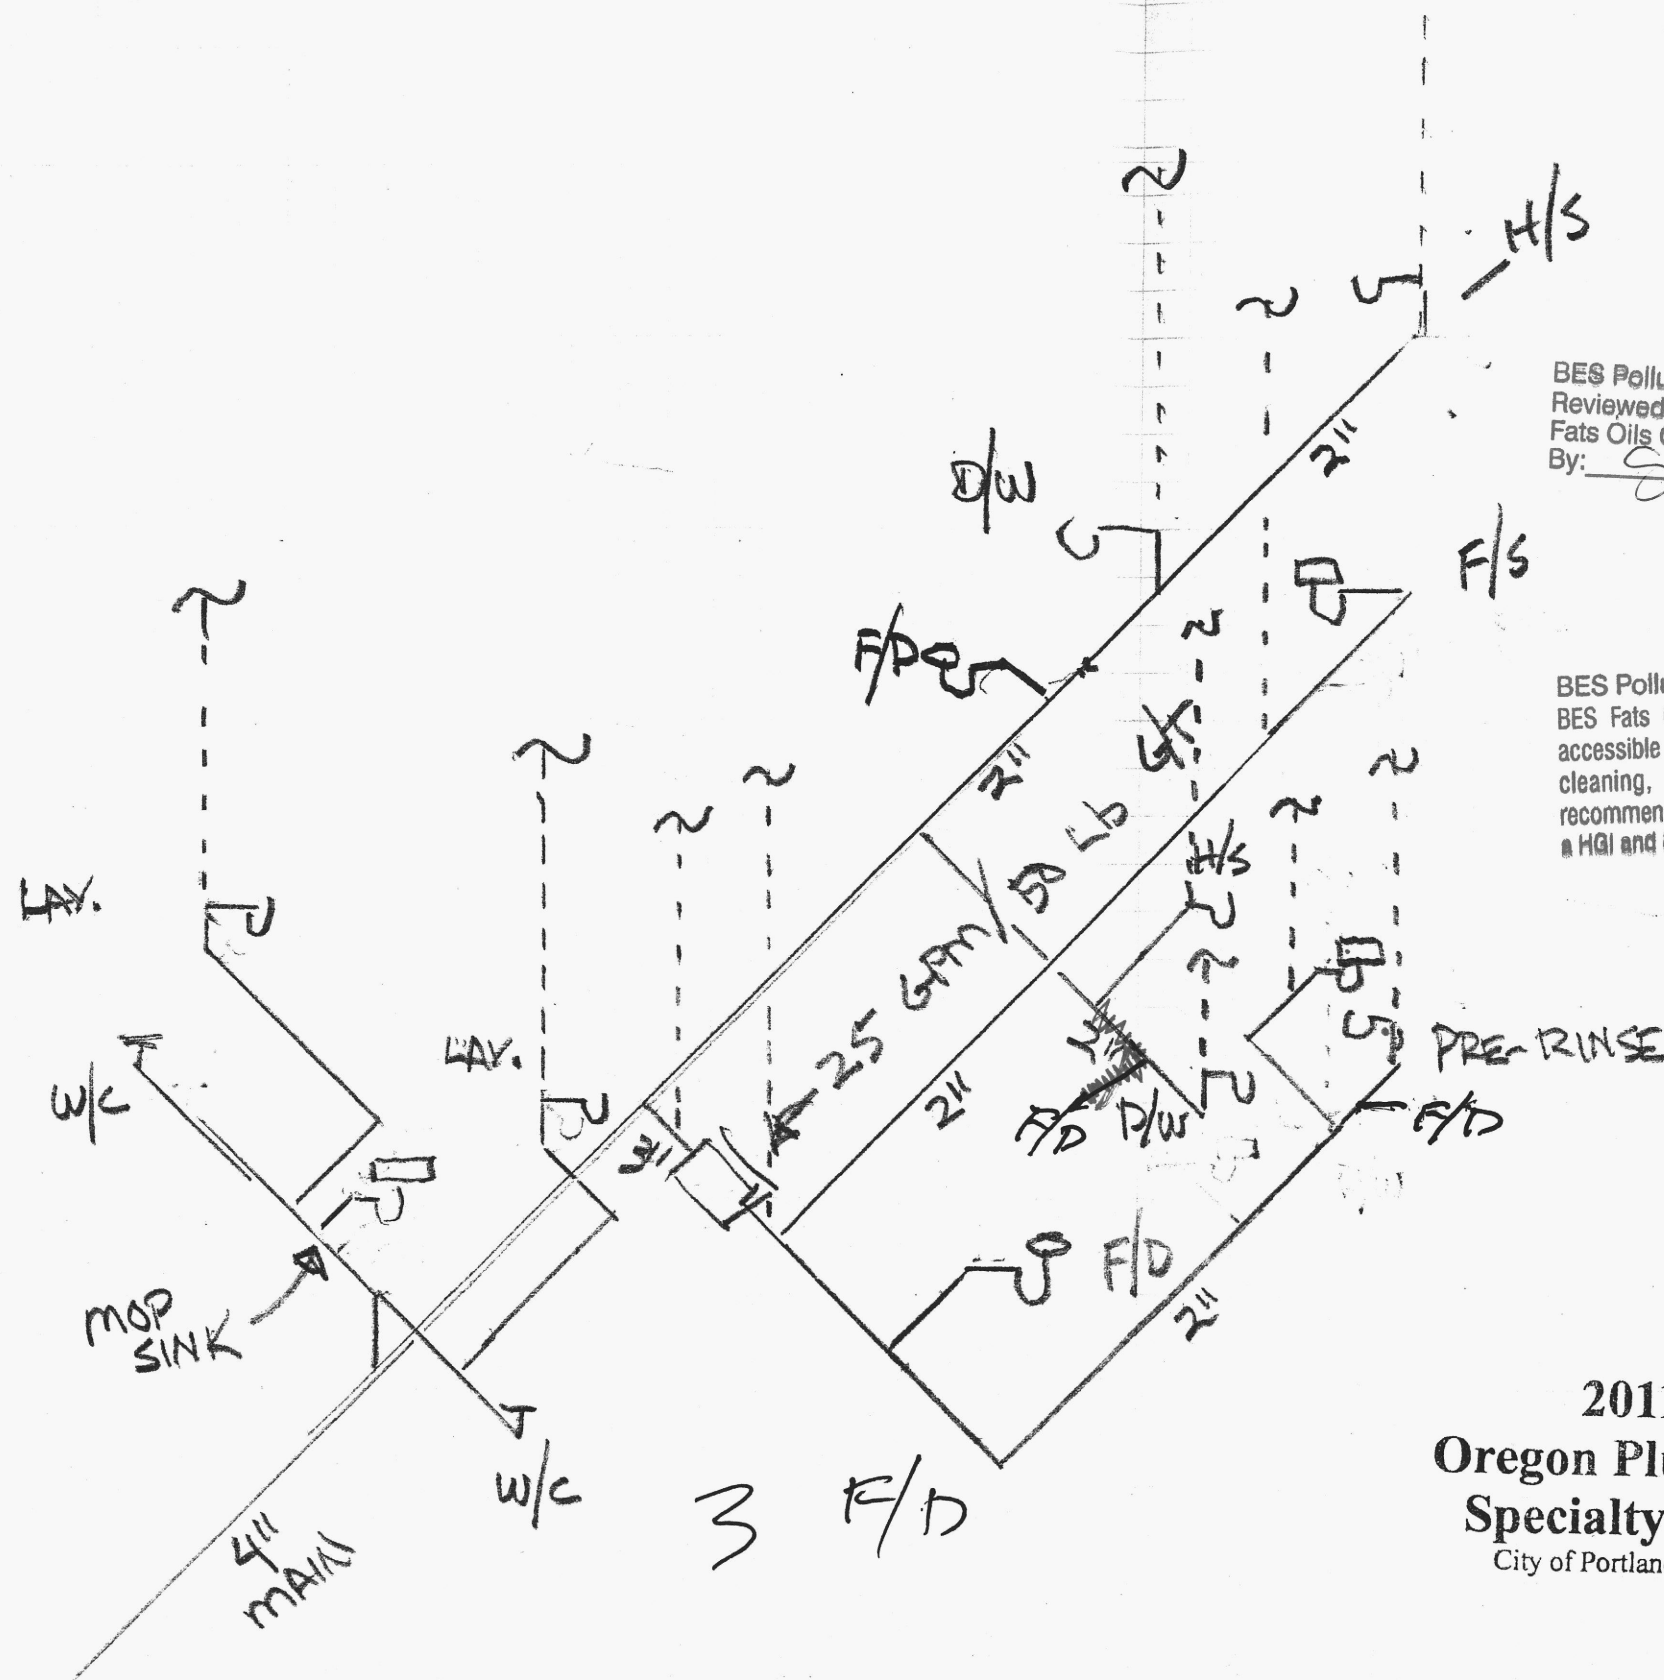 H/S
BES Pollu
Reviewed
Fats Oils
By:
2"
D/W
F/S
F/D
BES Poll
BES Fats
accessible
cleaning,
recommen
a HGI and
2"
25 GPM/ 50 Lb G/T
H/S
LAV.
LAV.
W/C
PRE-RINSE
F/D
F/D
D/W
2"
3"
MOP
SINK
F/D
2"
W/C
3 F/D
4"
MAIN
2011
Oregon Plu
Specialty
City of Portlan